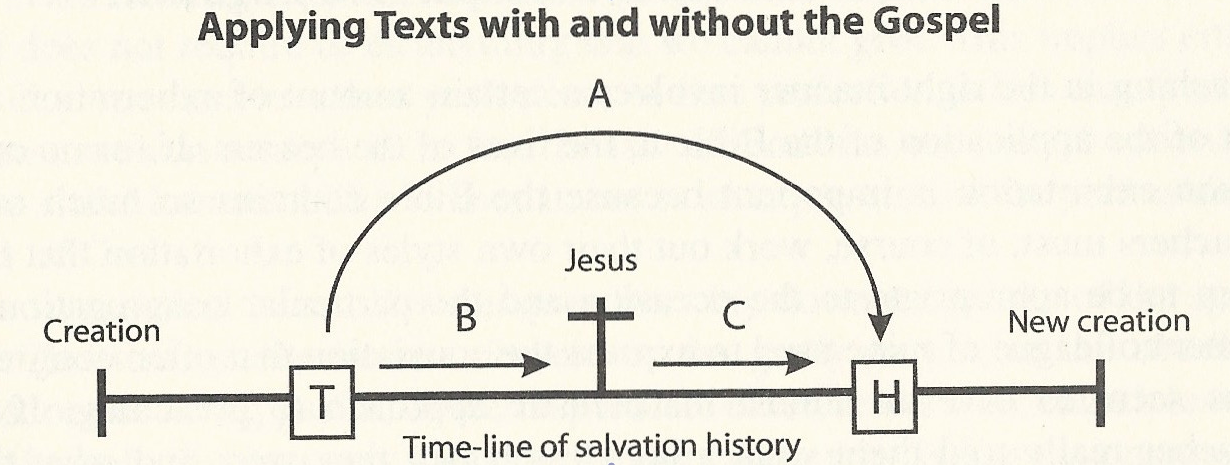 Applying Texts with and without the Gospel
A
Jesus
Creation
B
C
New creation
T
H
Time-line of salvation history